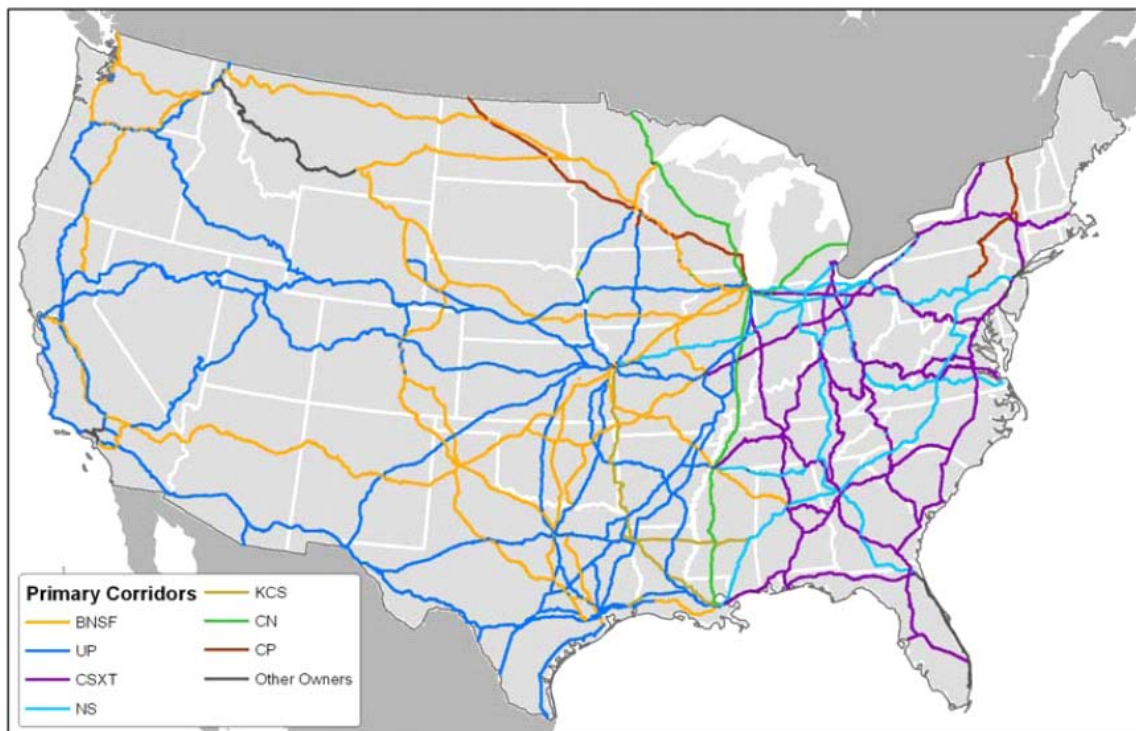 Primary Corridors
BNSF
UP
CSXT
NS
KCS
CN
CP
Other Owners